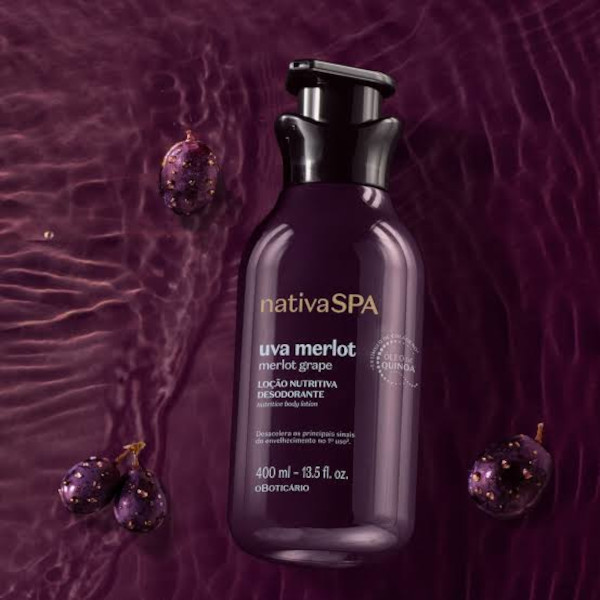 nativaSPA
uva merlot
merlot grape
LOÇÃO NUTRITIVA
DESODORANTE
Nutritive body lotion
ÓLEO DE
QUINOA
Desacelera os principais sinais
do envelhecimento no 1º uso².
400 ml – 13.5 fl. oz.
oBOTICÁRIO